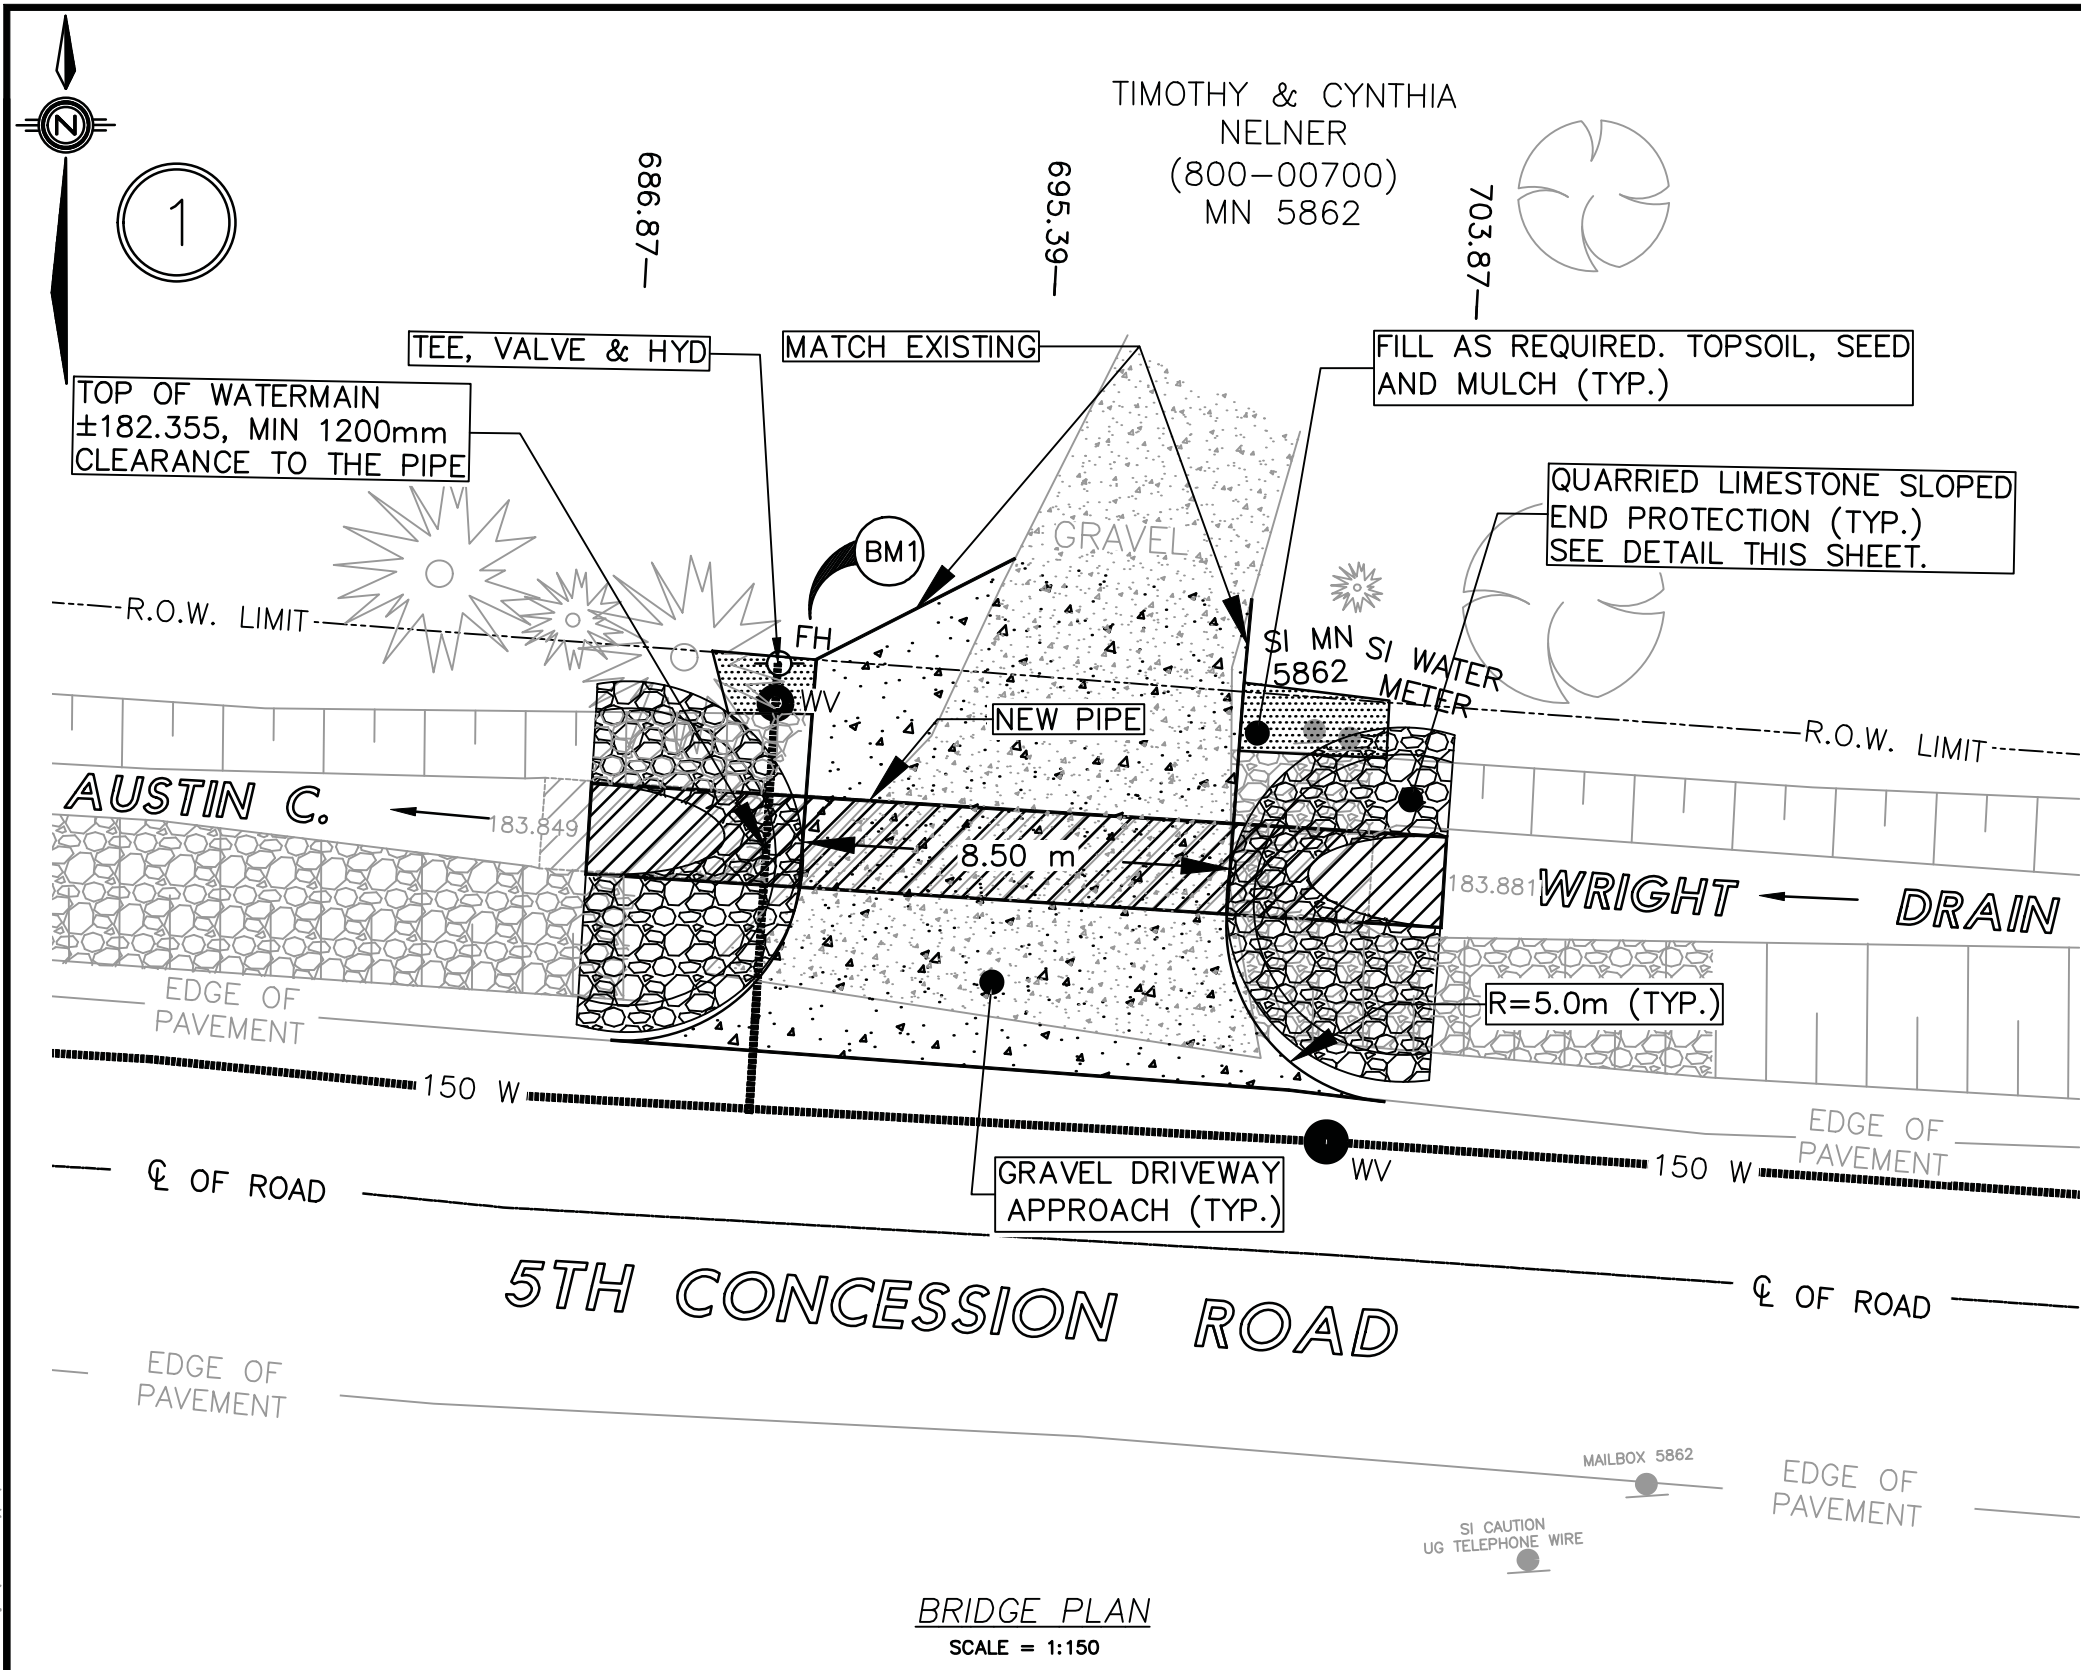 N
1
TIMOTHY & CYNTHIA
NELNER
(800-00700)
MN 5862
686.87
695.39
703.87
TEE, VALVE & HYD
MATCH EXISTING
FILL AS REQUIRED. TOPSOIL, SEED
AND MULCH (TYP.)
TOP OF WATERMAIN
±182.355, MIN 1200mm
CLEARANCE TO THE PIPE
QUARRIED LIMESTONE SLOPED
END PROTECTION (TYP.)
SEE DETAIL THIS SHEET.
GRAVEL
BM1
R.O.W. LIMIT
FH
SI MN
5862
SI WATER
METER
WV
NEW PIPE
R.O.W. LIMIT
AUSTIN C.
183.849
8.50 m
183.881
WRIGHT
DRAIN
EDGE OF
PAVEMENT
R=5.0m (TYP.)
150 W
EDGE OF
PAVEMENT
150 W
WV
℄ OF ROAD
GRAVEL DRIVEWAY
APPROACH (TYP.)
5TH CONCESSION ROAD
℄ OF ROAD
EDGE OF
PAVEMENT
MAILBOX 5862
EDGE OF
PAVEMENT
SI CAUTION
UG TELEPHONE WIRE
BRIDGE PLAN
SCALE = 1:150